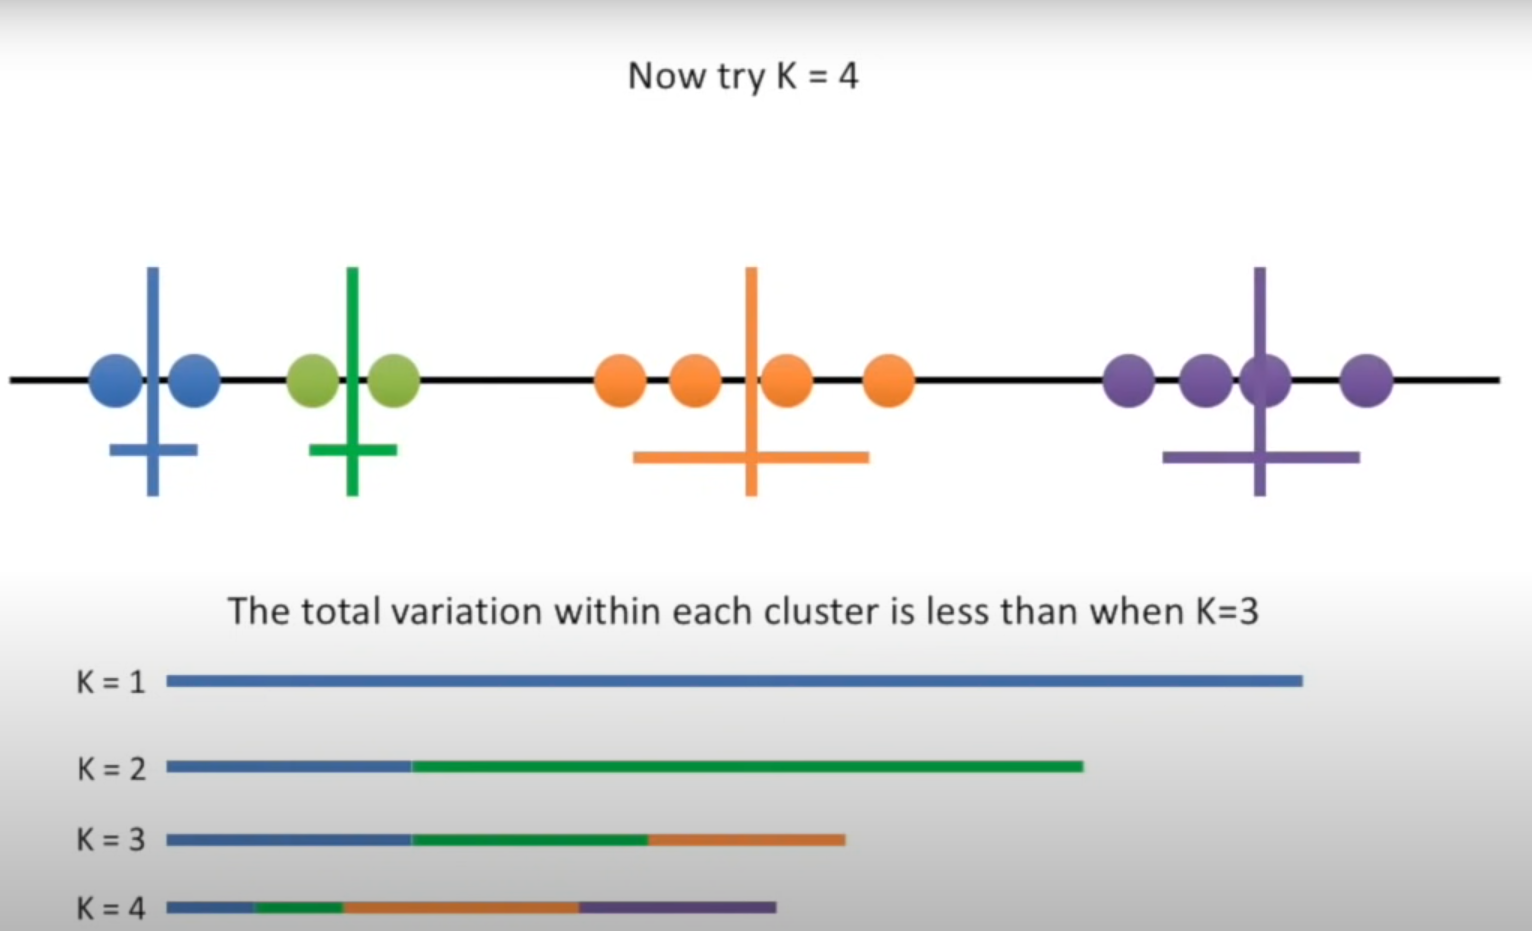 Now try K = 4
The total variation within each cluster is less than when K=3
K = 1
K = 2
K = 3
K = 4